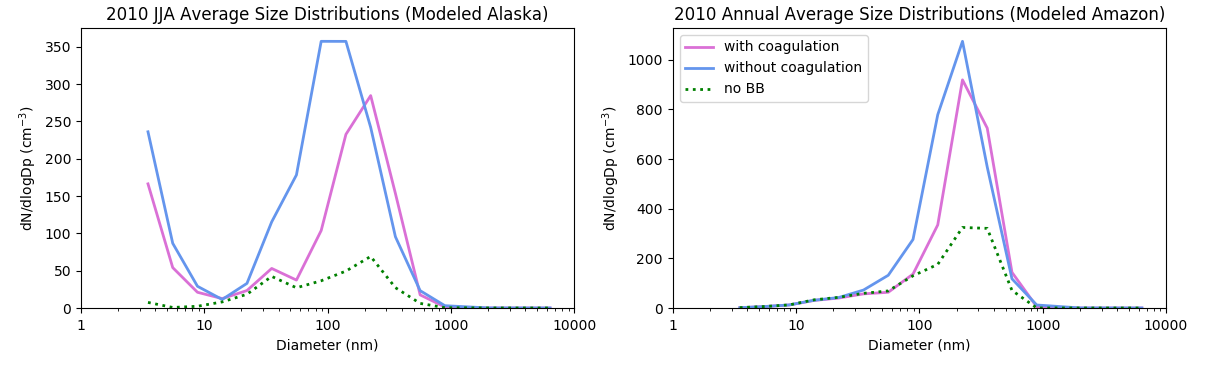 2010 JJA Average Size Distributions (Modeled Alaska)
dN/dlogDp (cm⁻³)
350
300
250
200
150
100
50
0
1
10
100
1000
10000
Diameter (nm)
2010 Annual Average Size Distributions (Modeled Amazon)
with coagulation
without coagulation
no BB
dN/dlogDp (cm⁻³)
1000
800
600
400
200
0
1
10
100
1000
10000
Diameter (nm)